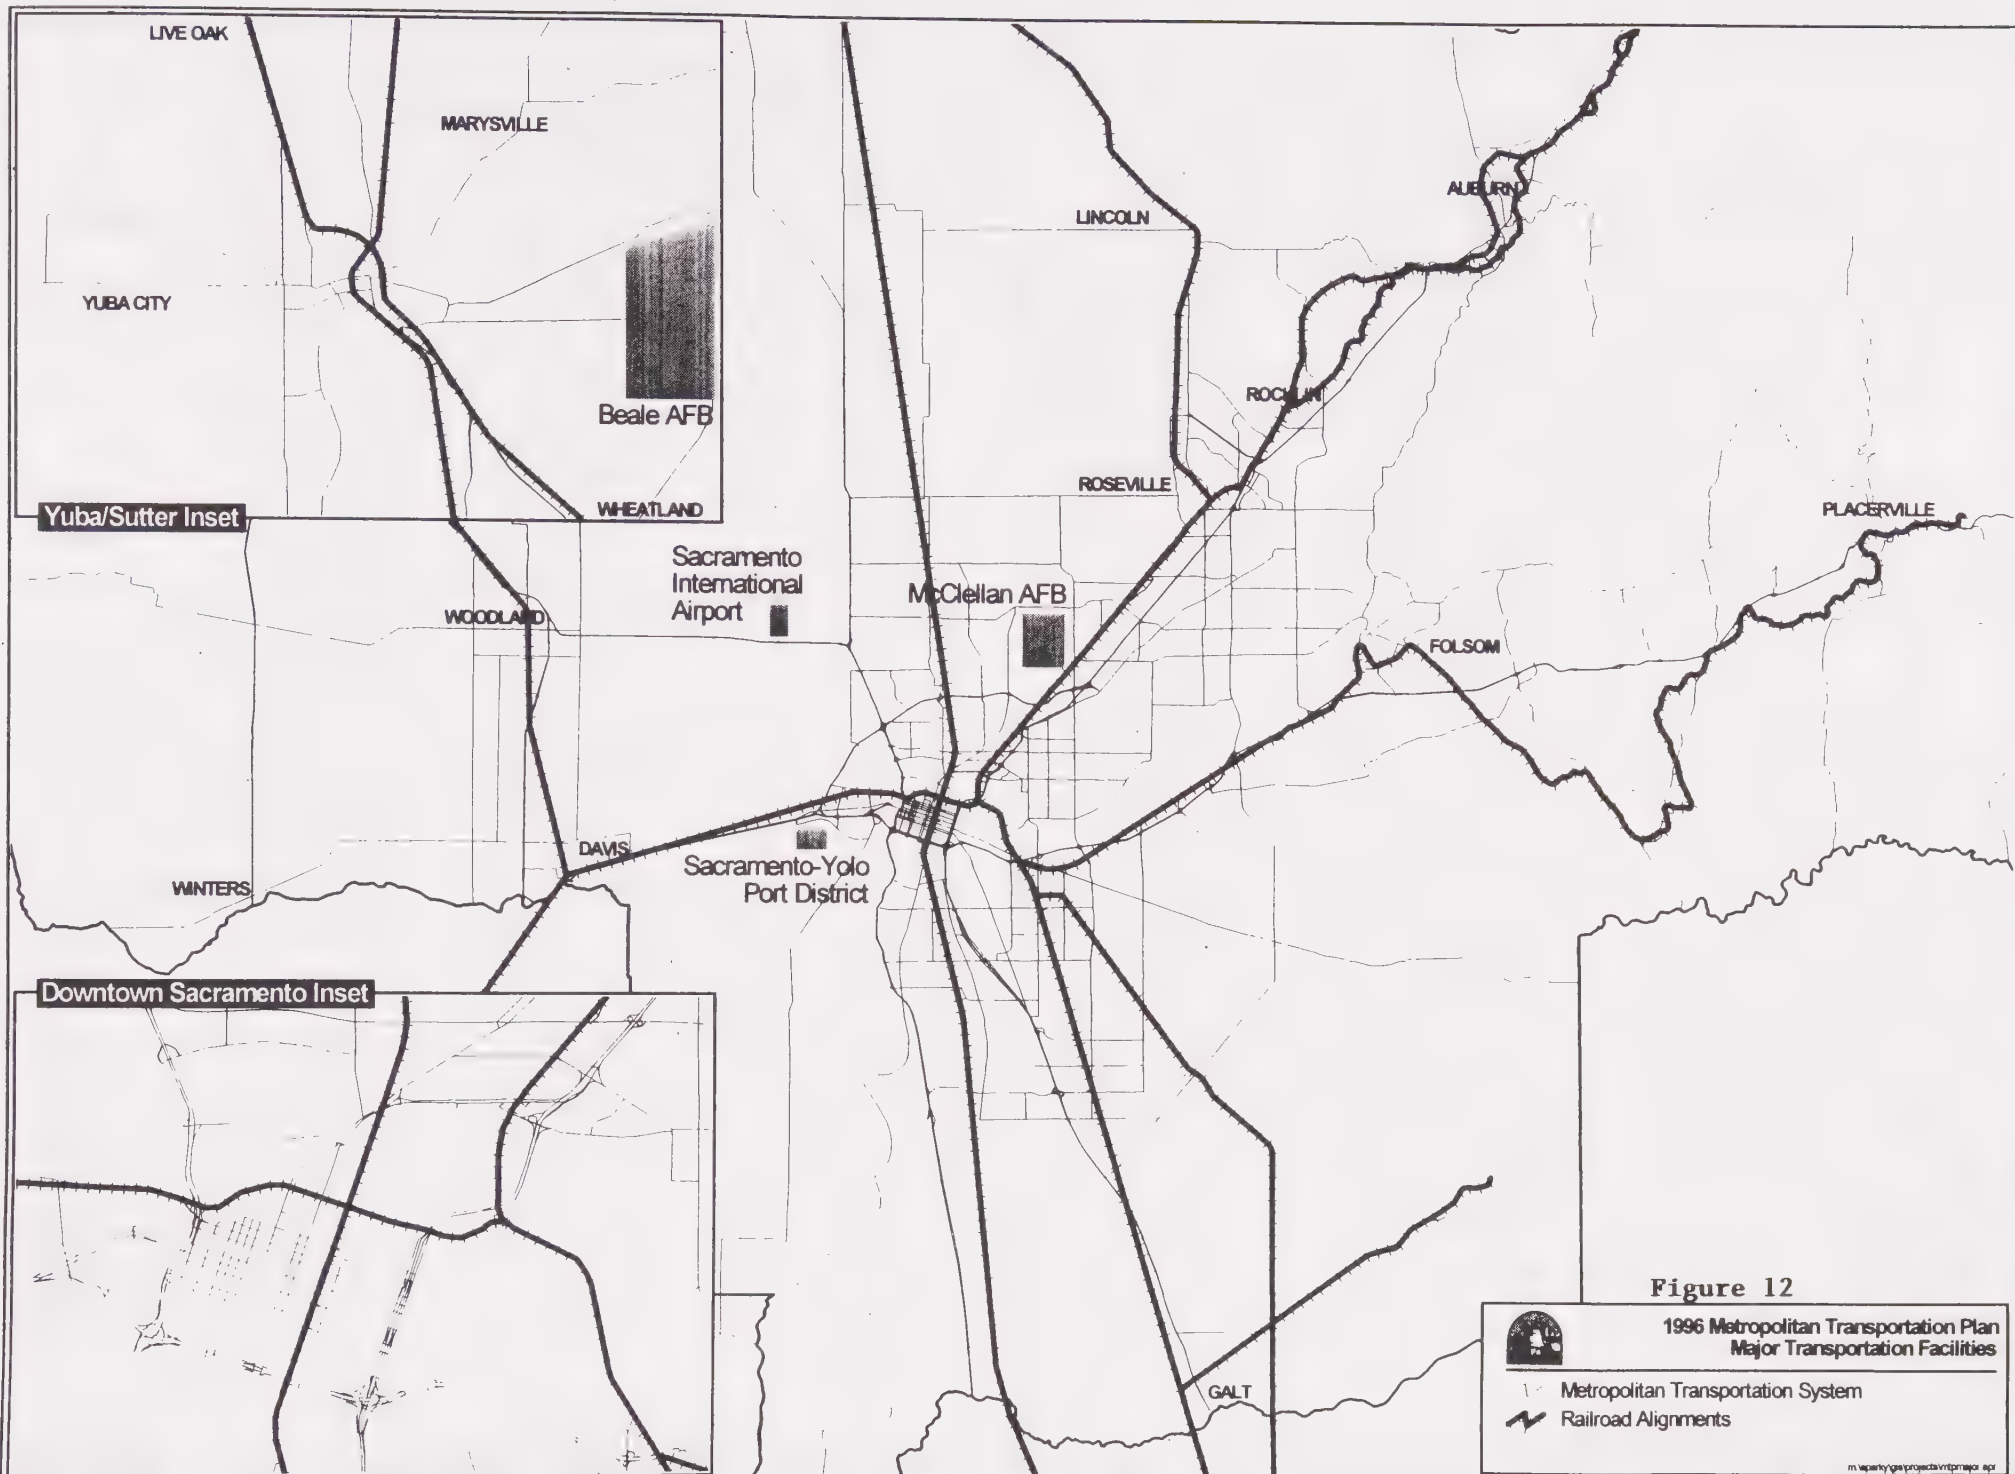 LIVE OAK
MARYSVILLE
YUBA CITY
Beale AFB
WHEATLAND
Yuba/Sutter Inset
LINCOLN
AUBURN
ROCKLIN
ROSEVILLE
PLACERVILLE
Sacramento
International
Airport
McClellan AFB
WOODLAND
FOLSOM
DAVIS
WINTERS
Sacramento-Yolo
Port District
Downtown Sacramento Inset
GALT
Figure 12
1996 Metropolitan Transportation Plan
Major Transportation Facilities
Metropolitan Transportation System
Railroad Alignments